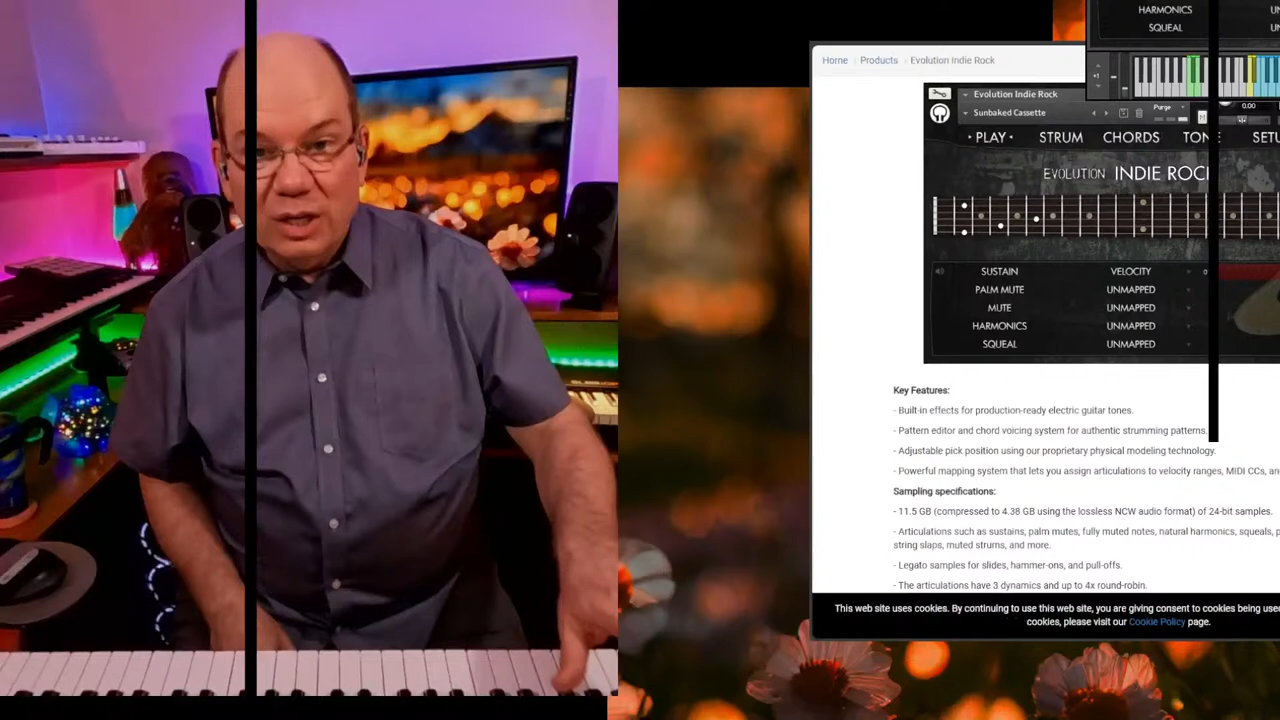 HARMONICS
SQUEAL
Home Products Evolution Indie Rock
Evolution Indie Rock
Sunbaked Cassette
Purge
0.00
PLAY STRUM CHORDS
EVOLUTION INDIE
SUSTAIN VELOCITY
PALM MUTE UNMAPPED
MUTE UNMAPPED
HARMONICS UNMAPPED
SQUEAL UNMAPPED
Key Features:
- Built-in effects for production-ready electric guitar tones.
- Pattern editor and chord voicing system for authentic strumming patterns.
- Adjustable pick position using our proprietary physical modeling technology.
- Powerful mapping system that lets you assign articulations to velocity ranges, MIDI CCs,
Sampling specifications:
- 11.5 GB (compressed to 4.38 GB using the lossless NCW audio format) of 24-bit samples.
- Articulations such as sustains, palm mutes, fully muted notes, natural harmonics, squeals,
string slaps, muted strums, and more.
- Legato samples for slides, hammer-ons, and pull-offs.
- The articulations have 3 dynamics and up to 4x round-robin.
This web site uses cookies. By continuing to use this web site, you are giving consent to cookies being
cookies, please visit our Cookie Policy page.